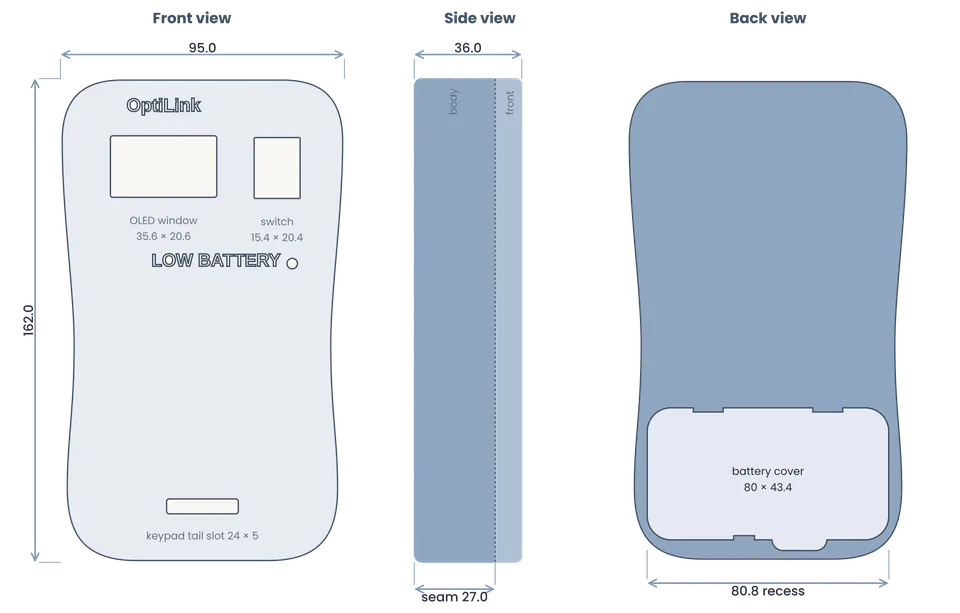 Front view
Side view
Back view
95.0
36.0
OptiLink
body
front
OLED window
35.6 × 20.6
switch
15.4 × 20.4
LOW BATTERY
162.0
battery cover
80 × 43.4
keypad tail slot 24 × 5
seam 27.0
80.8 recess